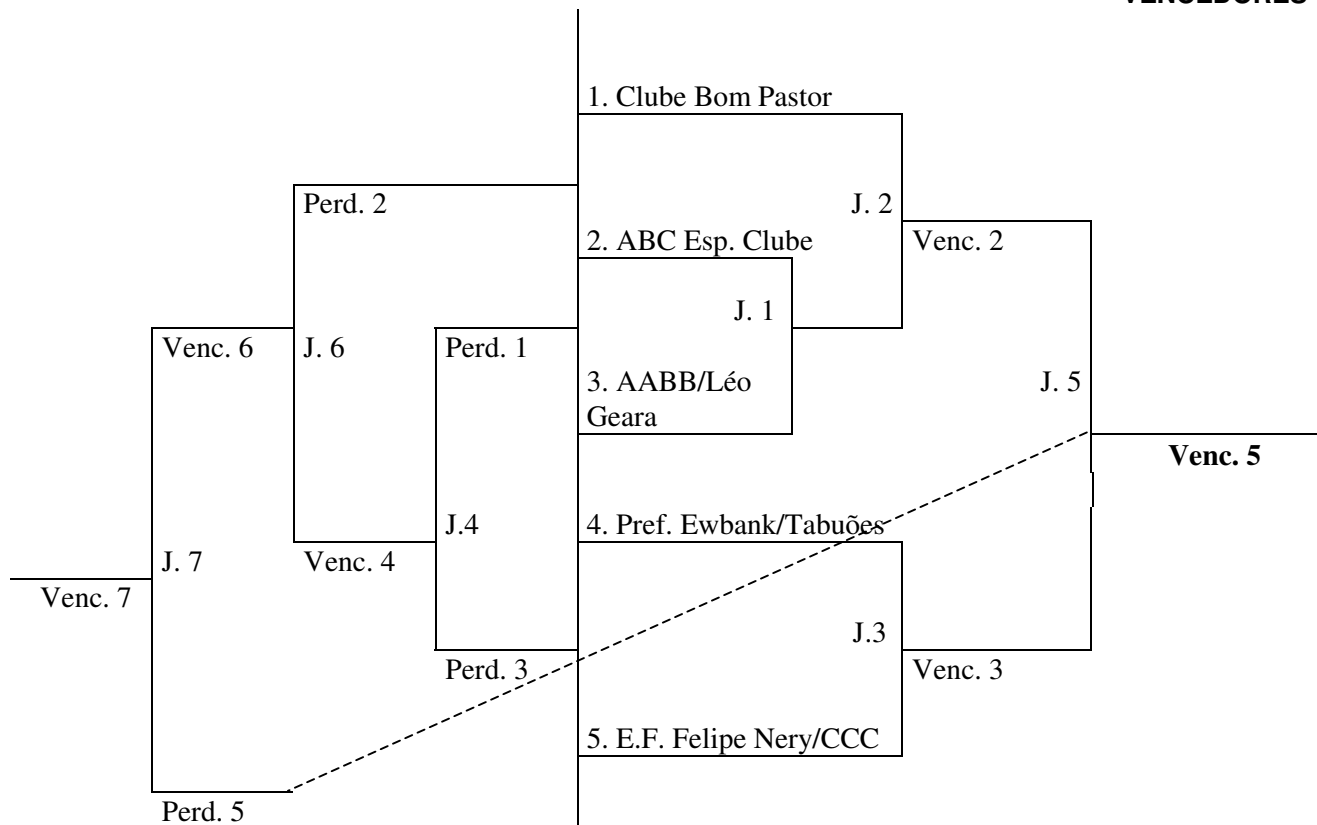 1. Clube Bom Pastor
Perd. 2
J. 2
2. ABC Esp. Clube
Venc. 2
J. 1
Venc. 6
J. 6
Perd. 1
3. AABB/Léo
Geara
J. 5
Venc. 5
4. Pref. Ewbank/Tabuões
J.4
J. 7
Venc. 4
Venc. 7
J.3
Perd. 3
Venc. 3
5. E.F. Felipe Nery/CCC
Perd. 5